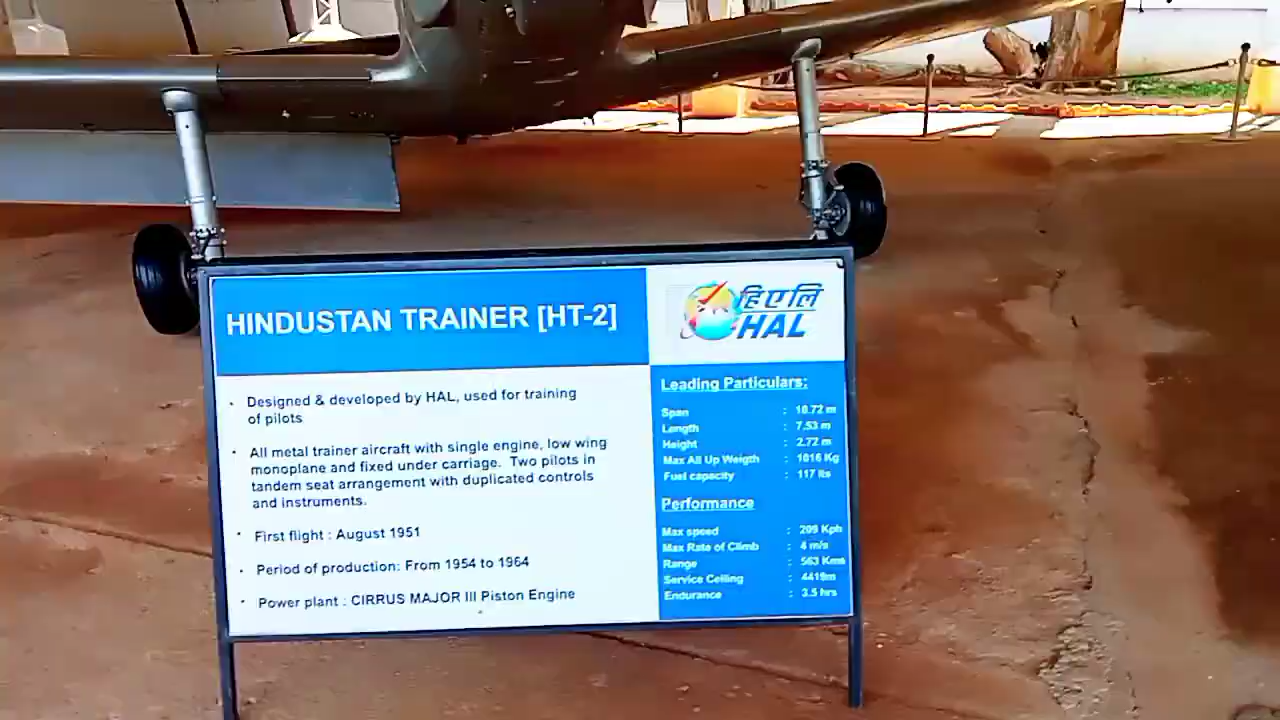 HINDUSTAN TRAINER [HT-2]
हिएलि
HAL
• Designed & developed by HAL, used for training
of pilots
• All metal trainer aircraft with single engine, low wing
monoplane and fixed under carriage. Two pilots in
tandem seat arrangement with duplicated controls
and instruments.
• First flight : August 1951
• Period of production: From 1954 to 1964
• Power plant : CIRRUS MAJOR III Piston Engine
Leading Particulars:
Span : 10.72 m
Length : 7.53 m
Height : 2.72 m
Max All Up Weigth : 1016 Kg
Fuel capacity : 117 lts
Performance
Max speed : 209 Kph
Max Rate of Climb : 4 m/s
Range : 563 Kms
Service Ceiling : 4419m
Endurance : 3.5 hrs